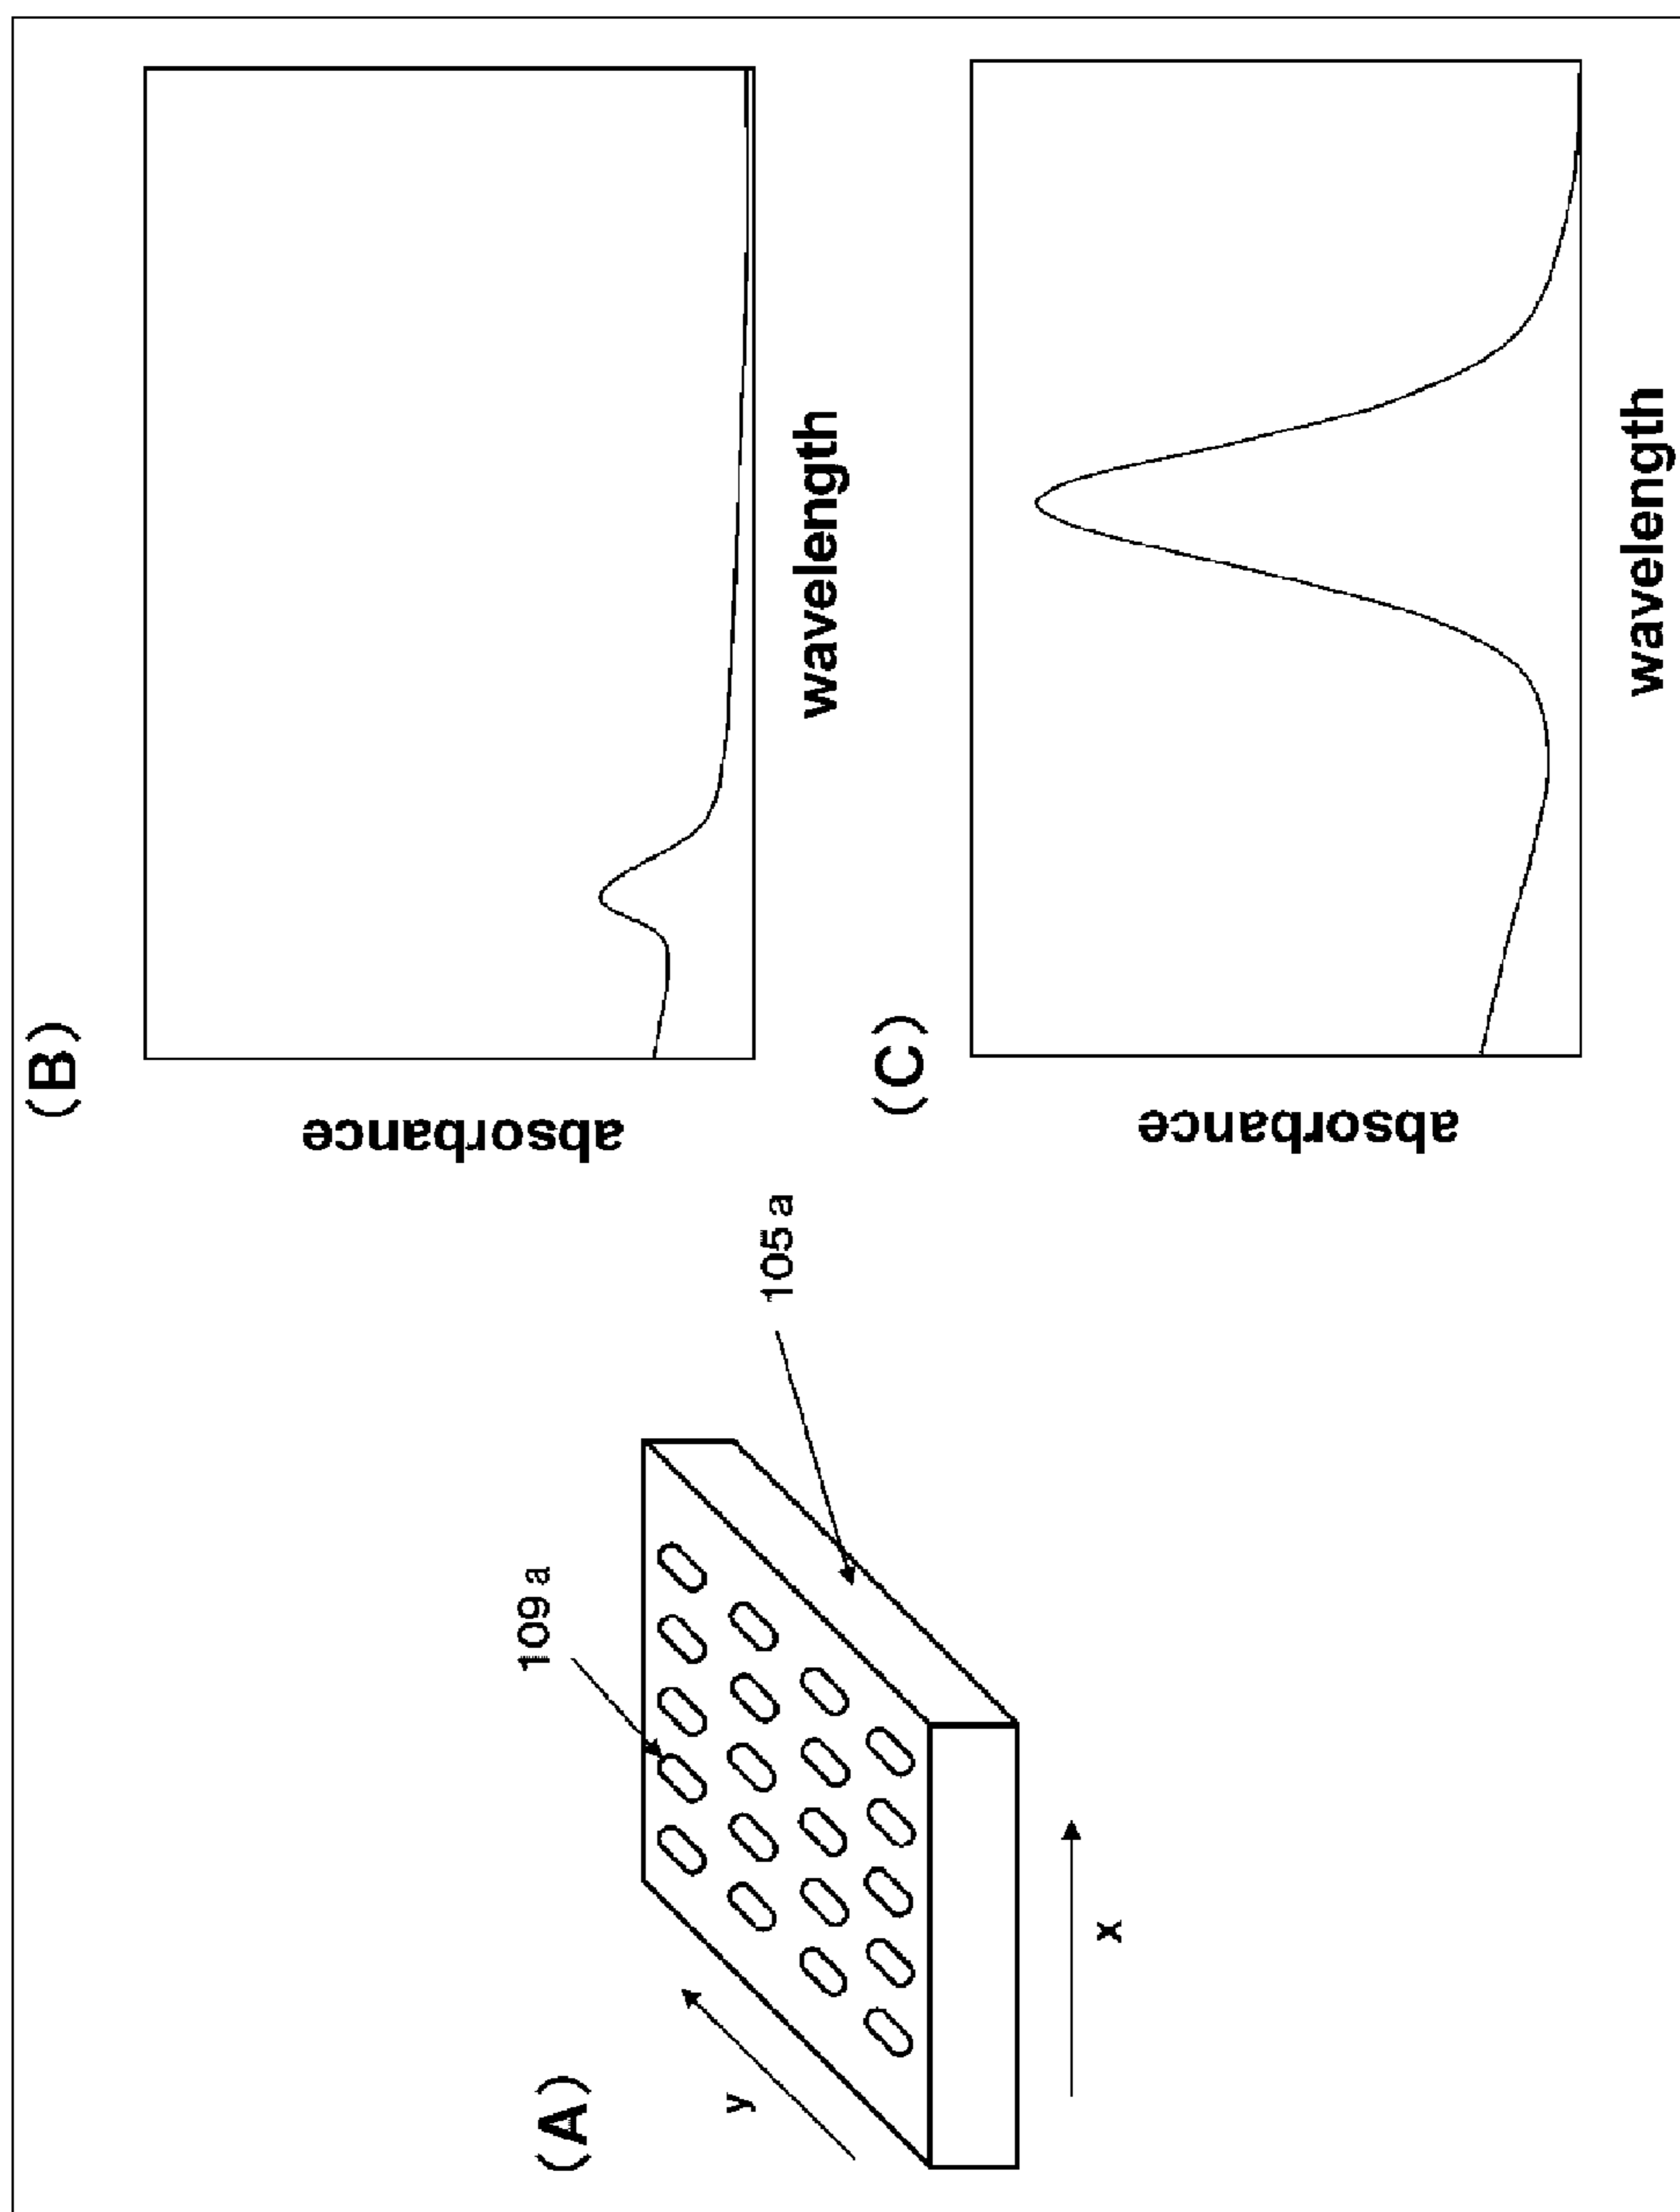 (A)
109a
105a
y
x
(B)
absorbance
wavelength
(C)
absorbance
wavelength